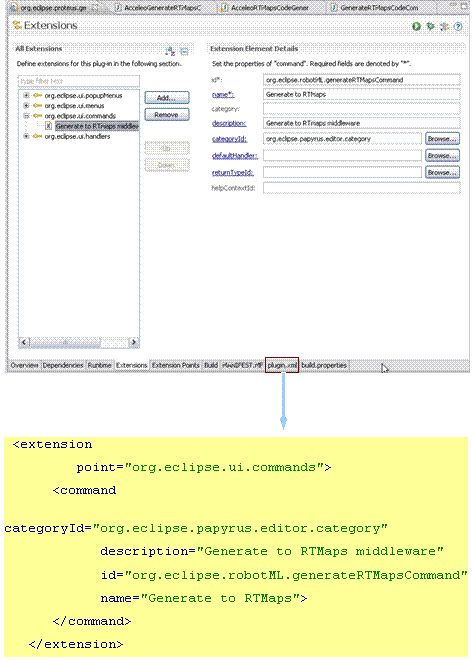 org.eclipse.proteus.ge
AcceleoGenerateRTMapsC
AcceleoRTMapsCodeGener
GenerateRTMapsCodeCom
Extensions
All Extensions
Define extensions for this plug-in in the following section.
type filter text
org.eclipse.ui.popupMenus
org.eclipse.ui.menus
org.eclipse.ui.commands
Generate to RTmaps middlew
org.eclipse.ui.handlers
Add...
Remove
Up
Down
Extension Element Details
Set the properties of "command". Required fields are denoted by "*".
id*: org.eclipse.robotML.generateRTMapsCommand
name*: Generate to RTMaps
category:
description: Generate to RTmaps middleware
categoryId: org.eclipse.papyrus.editor.category Browse...
defaultHandler: Browse...
returnTypeId: Browse...
helpContextId:
Overview Dependencies Runtime Extensions Extension Points Build MANIFEST.MF plugin.xml build.properties
<extension
point="org.eclipse.ui.commands">
<command
categoryId="org.eclipse.papyrus.editor.category"
description="Generate to RTMaps middleware"
id="org.eclipse.robotML.generateRTMapsCommand"
name="Generate to RTMaps">
</command>
</extension>